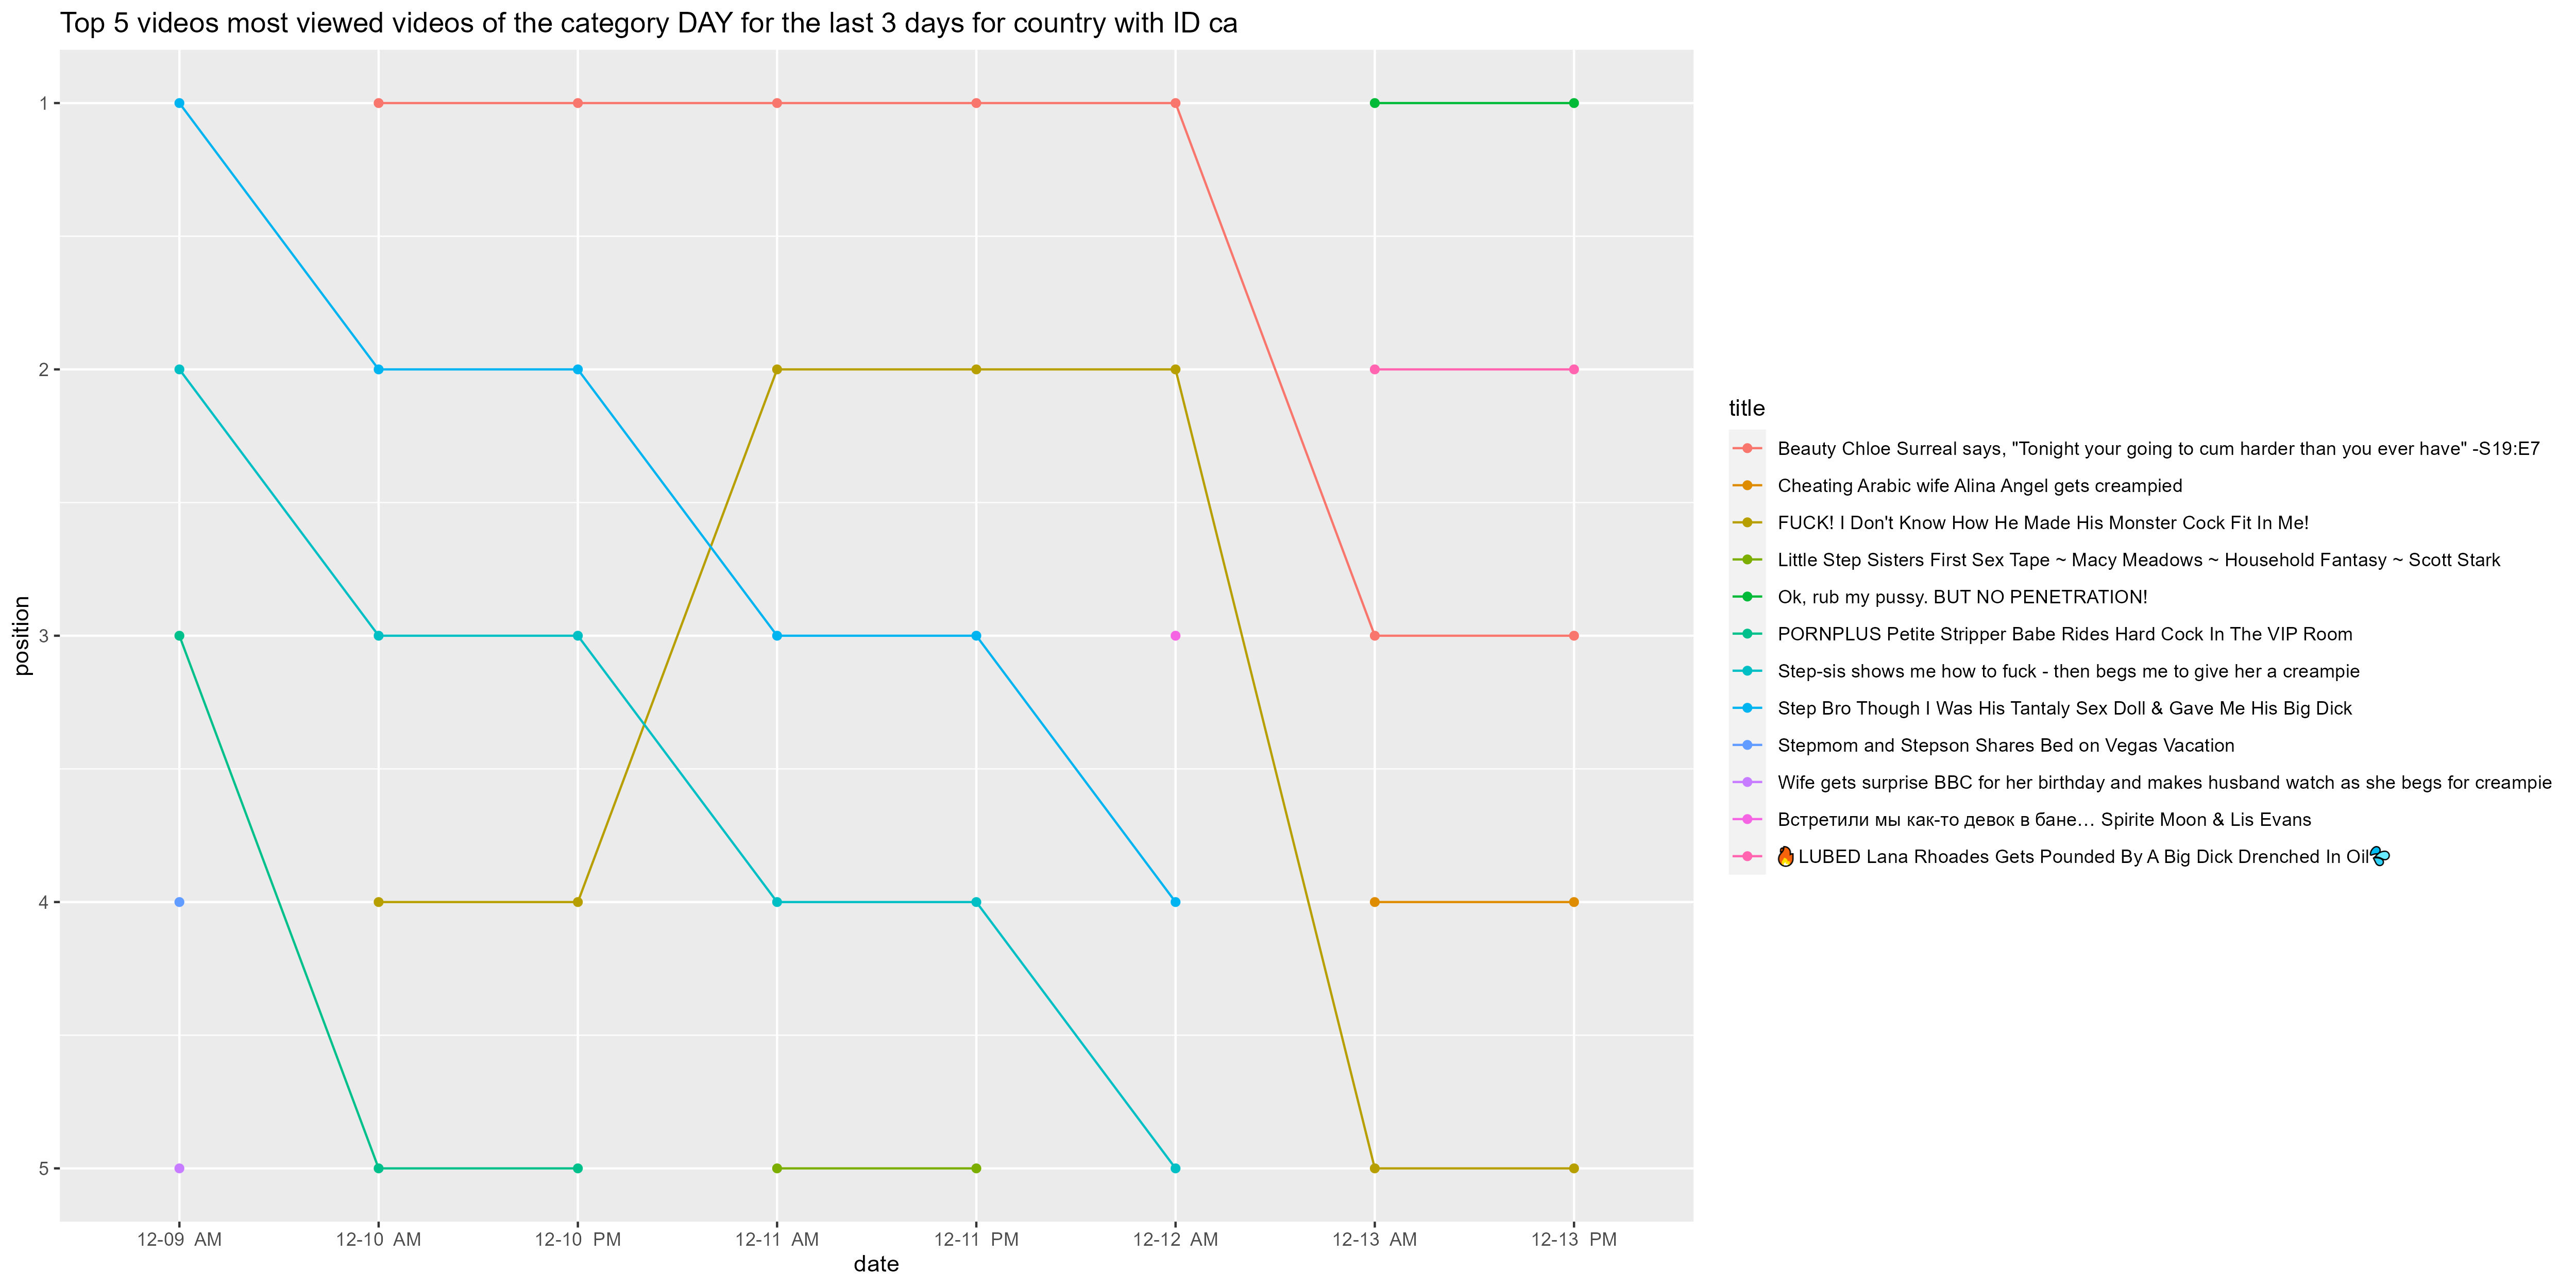 Top 5 videos most viewed videos of the category DAY for the last 3 days for country with ID ca
position
1
2
3
4
5
12-09 AM
12-10 AM
12-10 PM
12-11 AM
12-11 PM
12-12 AM
12-13 AM
12-13 PM
date
title
Beauty Chloe Surreal says, "Tonight your going to cum harder than you ever have" -S19:E7
Cheating Arabic wife Alina Angel gets creampied
FUCK! I Don't Know How He Made His Monster Cock Fit In Me!
Little Step Sisters First Sex Tape ~ Macy Meadows ~ Household Fantasy ~ Scott Stark
Ok, rub my pussy. BUT NO PENETRATION!
PORNPLUS Petite Stripper Babe Rides Hard Cock In The VIP Room
Step-sis shows me how to fuck - then begs me to give her a creampie
Step Bro Though I Was His Tantaly Sex Doll & Gave Me His Big Dick
Stepmom and Stepson Shares Bed on Vegas Vacation
Wife gets surprise BBC for her birthday and makes husband watch as she begs for creampie
Встретили мы как-то девок в бане… Spirite Moon & Lis Evans
🔥LUBED Lana Rhoades Gets Pounded By A Big Dick Drenched In Oil💦